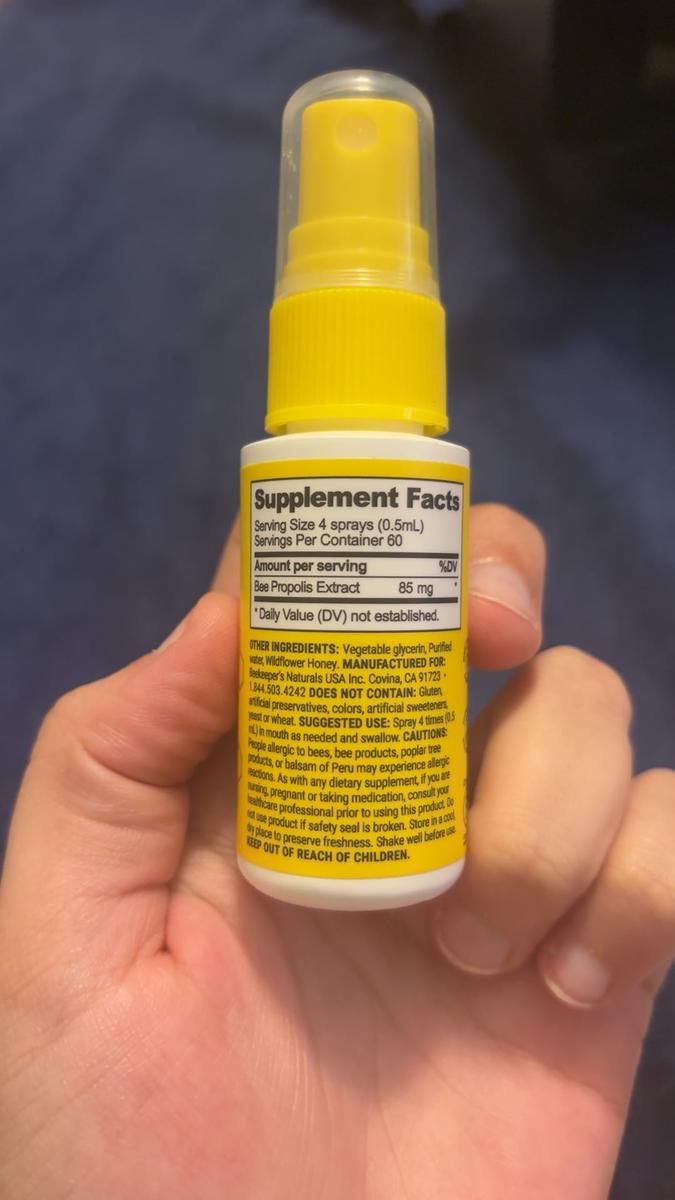 Supplement Facts
Serving Size 4 sprays (0.5mL)
Servings Per Container 60
Amount per serving %DV
Bee Propolis Extract 85 mg *
* Daily Value (DV) not established.
OTHER INGREDIENTS: Vegetable glycerin, Purified
water, Wildflower Honey. MANUFACTURED FOR:
Beekeeper's Naturals USA Inc. Covina, CA 91723 •
1.844.503.4242 DOES NOT CONTAIN: Gluten,
artificial preservatives, colors, artificial sweeteners,
yeast or wheat. SUGGESTED USE: Spray 4 times (0.5
mL) in mouth as needed and swallow. CAUTIONS:
People allergic to bees, bee products, poplar tree
products, or balsam of Peru may experience allergic
reactions. As with any dietary supplement, if you are
nursing, pregnant or taking medication, consult your
healthcare professional prior to using this product. Do
not use product if safety seal is broken. Store in a cool,
dry place to preserve freshness. Shake well before use.
KEEP OUT OF REACH OF CHILDREN.